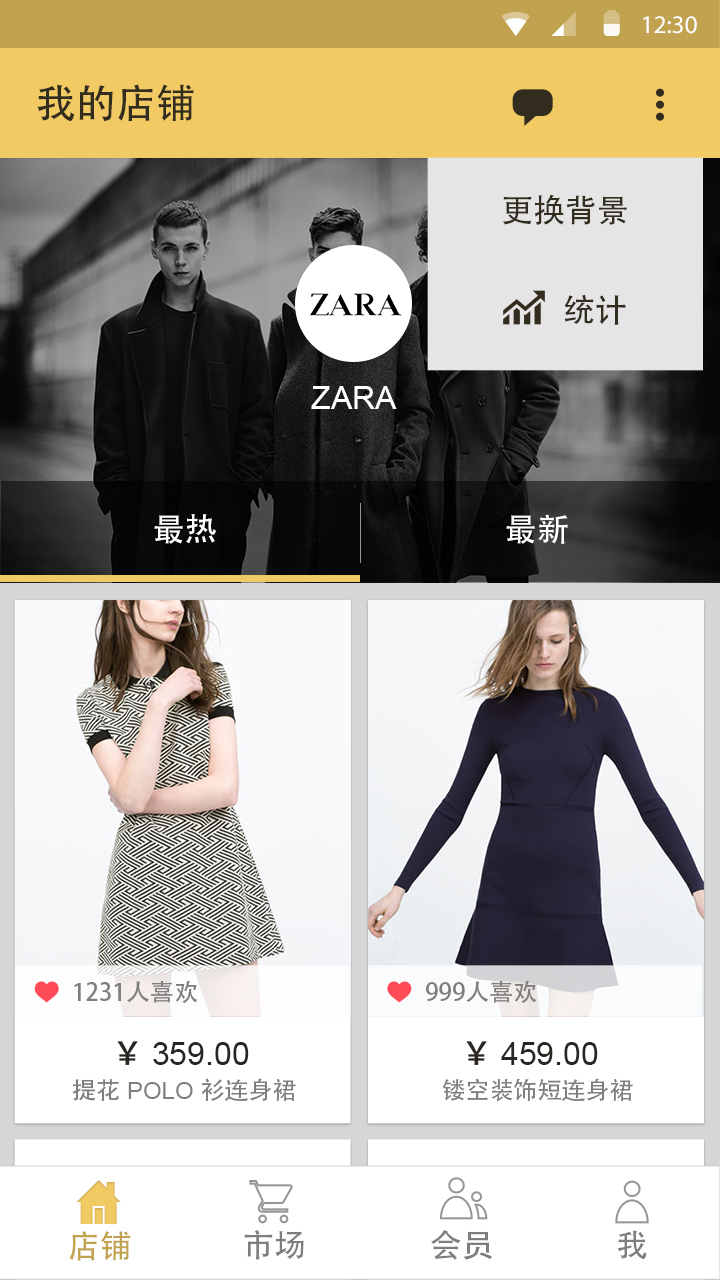 12:30
我的店铺
更换背景
统计
ZARA
ZARA
最热
最新
1231人喜欢
999人喜欢
¥ 359.00
¥ 459.00
提花 POLO 衫连身裙
镂空装饰短连身裙
店铺
市场
会员
我